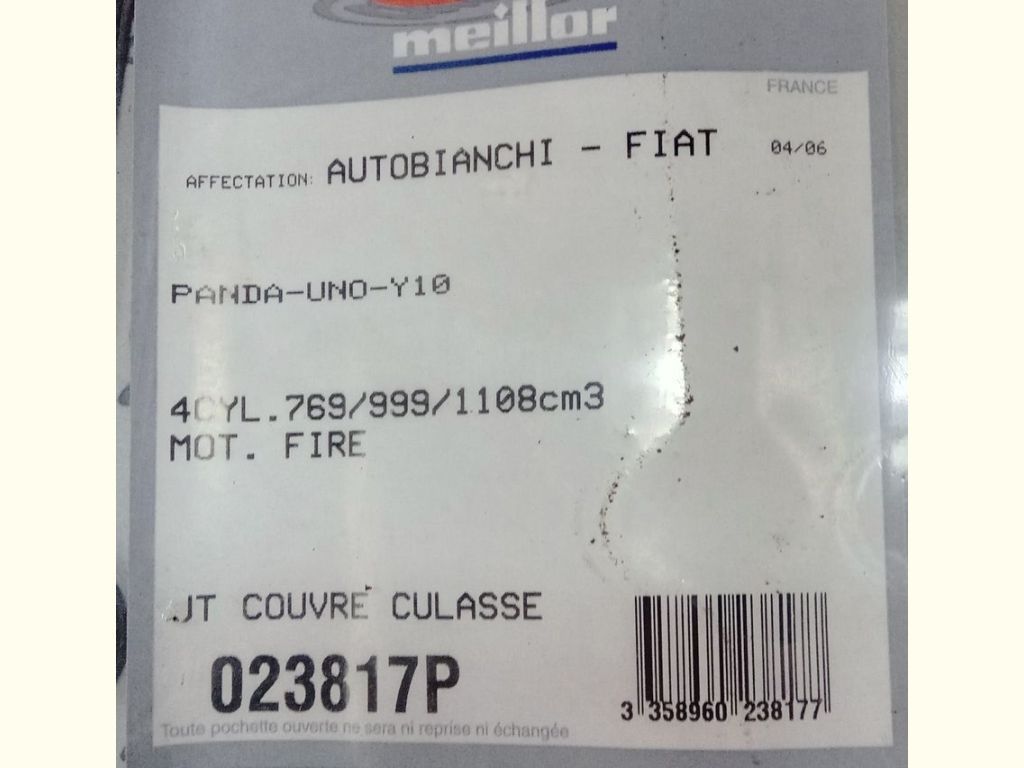 meillor
FRANCE
AFFECTATION: AUTOBIANCHI - FIAT 04/06
PANDA-UNO-Y10
4CYL.769/999/1108cm3
MOT. FIRE
JT COUVRE CULASSE
023817P
3 358960 238177
Toute pochette ouverte ne sera ni reprise ni échangée